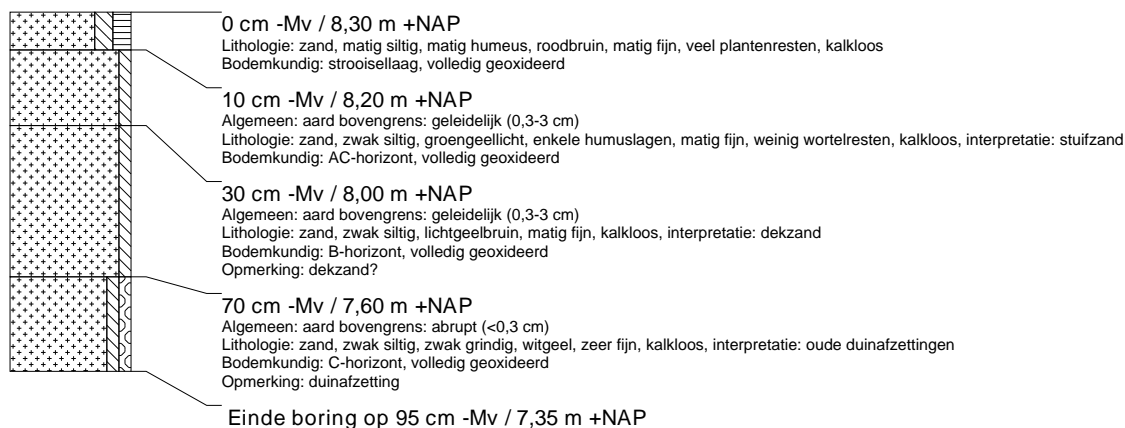 0 cm -Mv / 8,30 m +NAP
Lithologie: zand, matig siltig, matig humeus, roodbruin, matig fijn, veel plantenresten, kalkloos
Bodemkundig: strooisellaag, volledig geoxideerd
10 cm -Mv / 8,20 m +NAP
Algemeen: aard bovengrens: geleidelijk (0,3-3 cm)
Lithologie: zand, zwak siltig, groengeellicht, enkele humuslagen, matig fijn, weinig wortelresten, kalkloos, interpretatie: stuifzand
Bodemkundig: AC-horizont, volledig geoxideerd
30 cm -Mv / 8,00 m +NAP
Algemeen: aard bovengrens: geleidelijk (0,3-3 cm)
Lithologie: zand, zwak siltig, lichtgeelbruin, matig fijn, kalkloos, interpretatie: dekzand
Bodemkundig: B-horizont, volledig geoxideerd
Opmerking: dekzand?
70 cm -Mv / 7,60 m +NAP
Algemeen: aard bovengrens: abrupt (<0,3 cm)
Lithologie: zand, zwak siltig, zwak grindig, witgeel, zeer fijn, kalkloos, interpretatie: oude duinafzettingen
Bodemkundig: C-horizont, volledig geoxideerd
Opmerking: duinafzetting
Einde boring op 95 cm -Mv / 7,35 m +NAP